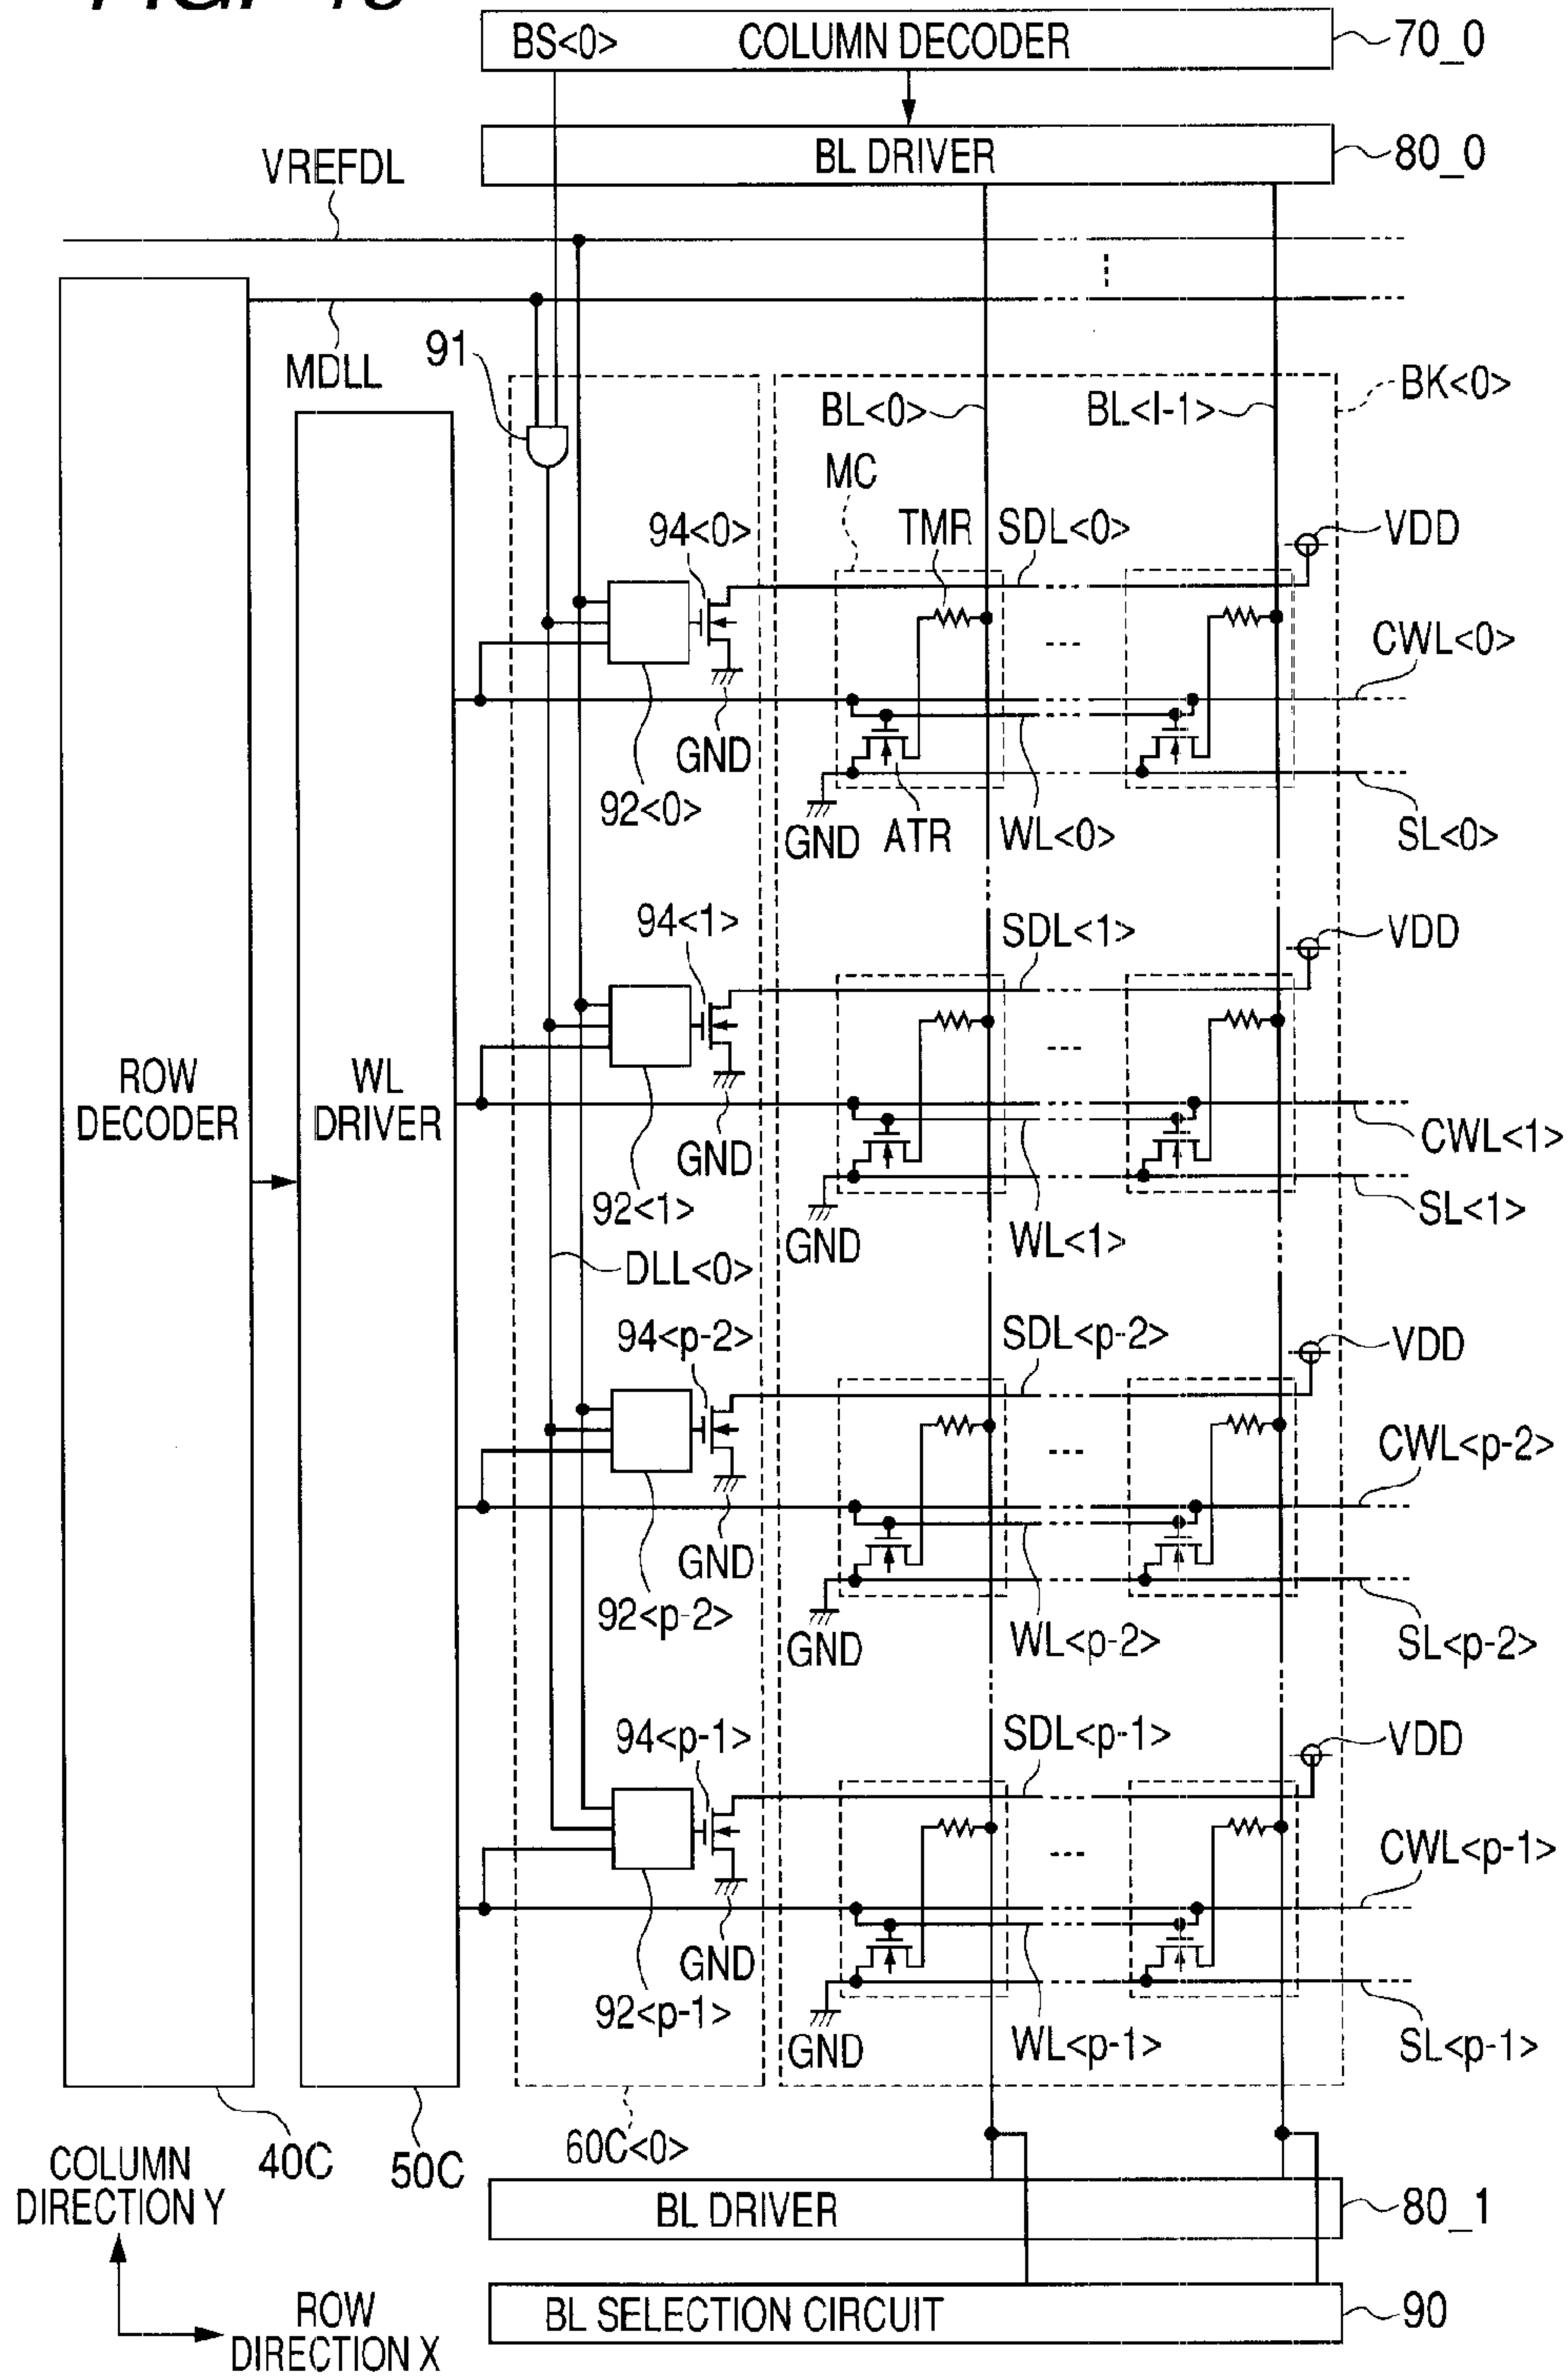 BS<0> COLUMN DECODER
70_0
BL DRIVER
80_0
VREFDL
MDLL
91
BL<0>
BL<I-1>
BK<0>
MC
94<0>
TMR
SDL<0>
VDD
CWL<0>
GND
92<0>
GND
ATR
WL<0>
SL<0>
94<1>
SDL<1>
VDD
ROW
DECODER
WL
DRIVER
CWL<1>
GND
92<1>
SL<1>
GND
WL<1>
DLL<0>
94<p-2>
SDL<p-2>
VDD
CWL<p-2>
GND
92<p-2>
GND
WL<p-2>
SL<p-2>
94<p-1>
SDL<p-1>
VDD
CWL<p-1>
GND
92<p-1>
GND
WL<p-1>
SL<p-1>
40C
50C
60C<0>
COLUMN
DIRECTION Y
BL DRIVER
80_1
ROW
DIRECTION X
BL SELECTION CIRCUIT
90